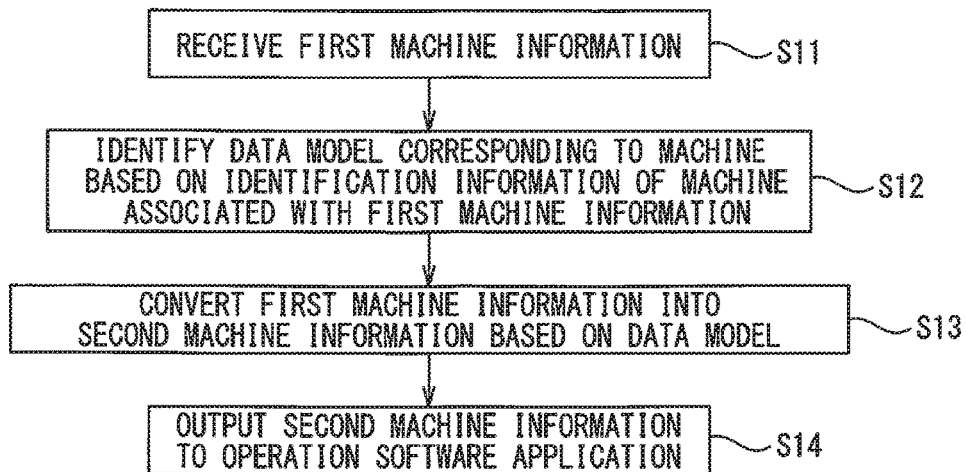 RECEIVE FIRST MACHINE INFORMATION
S11
IDENTIFY DATA MODEL CORRESPONDING TO MACHINE
BASED ON IDENTIFICATION INFORMATION OF MACHINE
ASSOCIATED WITH FIRST MACHINE INFORMATION
S12
CONVERT FIRST MACHINE INFORMATION INTO
SECOND MACHINE INFORMATION BASED ON DATA MODEL
S13
OUTPUT SECOND MACHINE INFORMATION
TO OPERATION SOFTWARE APPLICATION
S14